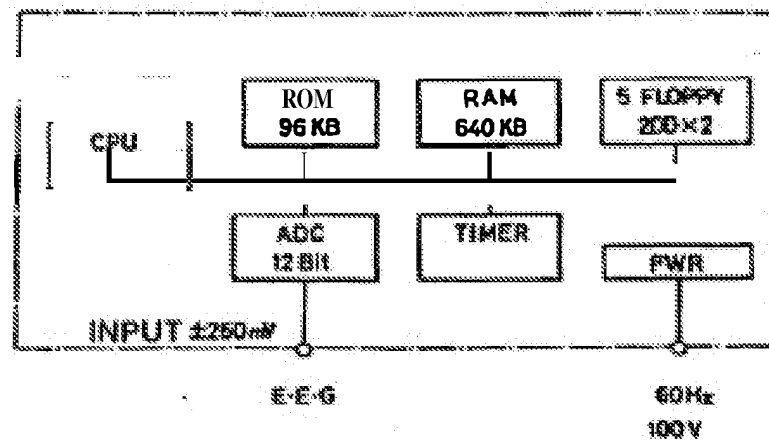 ROM
96 KB
RAM
640 KB
5 FLOPPY
2DD×2
CPU
ADC
12 Bit
TIMER
PWR
INPUT ±250mV
E·E·G
60Hz
100V